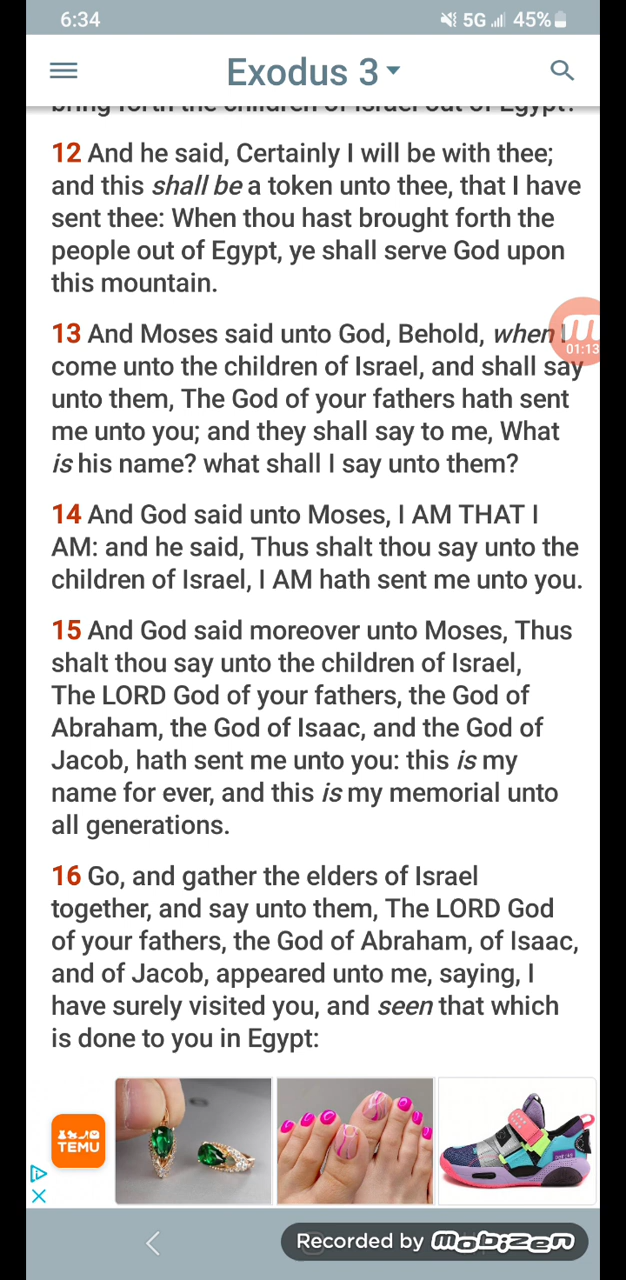 6:34
5G
45%
Exodus 3
bring forth the children of Israel out of Egypt?
12 And he said, Certainly I will be with thee;
and this shall be a token unto thee, that I have
sent thee: When thou hast brought forth the
people out of Egypt, ye shall serve God upon
this mountain.
13 And Moses said unto God, Behold, when I
01:13
come unto the children of Israel, and shall say
unto them, The God of your fathers hath sent
me unto you; and they shall say to me, What
is his name? what shall I say unto them?
14 And God said unto Moses, I AM THAT I
AM: and he said, Thus shalt thou say unto the
children of Israel, I AM hath sent me unto you.
15 And God said moreover unto Moses, Thus
shalt thou say unto the children of Israel,
The LORD God of your fathers, the God of
Abraham, the God of Isaac, and the God of
Jacob, hath sent me unto you: this is my
name for ever, and this is my memorial unto
all generations.
16 Go, and gather the elders of Israel
together, and say unto them, The LORD God
of your fathers, the God of Abraham, of Isaac,
and of Jacob, appeared unto me, saying, I
have surely visited you, and seen that which
is done to you in Egypt:
TEMU
Recorded by Mobizen